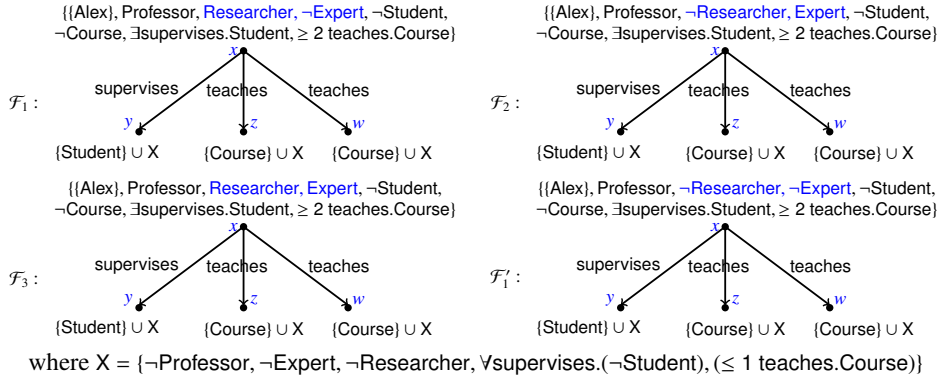 {{Alex}, Professor, Researcher, ¬Expert, ¬Student,
¬Course, ∃supervises.Student, ≥ 2 teaches.Course}
x
supervises teaches teaches
ℱ₁ :
y z w
{Student} ∪ X {Course} ∪ X {Course} ∪ X
{{Alex}, Professor, ¬Researcher, Expert, ¬Student,
¬Course, ∃supervises.Student, ≥ 2 teaches.Course}
x
supervises teaches teaches
ℱ₂ :
y z w
{Student} ∪ X {Course} ∪ X {Course} ∪ X
{{Alex}, Professor, Researcher, Expert, ¬Student,
¬Course, ∃supervises.Student, ≥ 2 teaches.Course}
x
supervises teaches teaches
ℱ₃ :
y z w
{Student} ∪ X {Course} ∪ X {Course} ∪ X
{{Alex}, Professor, ¬Researcher, ¬Expert, ¬Student,
¬Course, ∃supervises.Student, ≥ 2 teaches.Course}
x
supervises teaches teaches
ℱ₁′ :
y z w
{Student} ∪ X {Course} ∪ X {Course} ∪ X
where X = {¬Professor, ¬Expert, ¬Researcher, ∀supervises.(¬Student), (≤ 1 teaches.Course)}